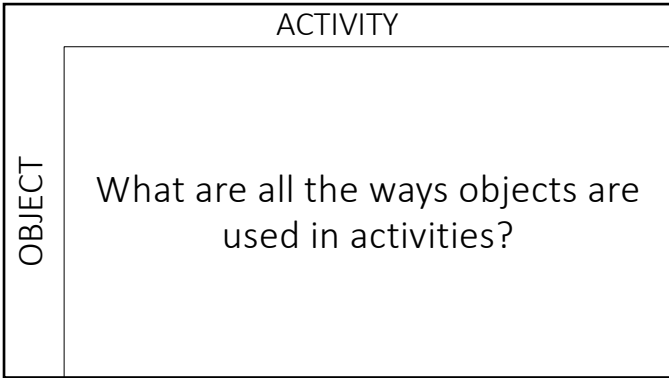 ACTIVITY
OBJECT
What are all the ways objects are
used in activities?